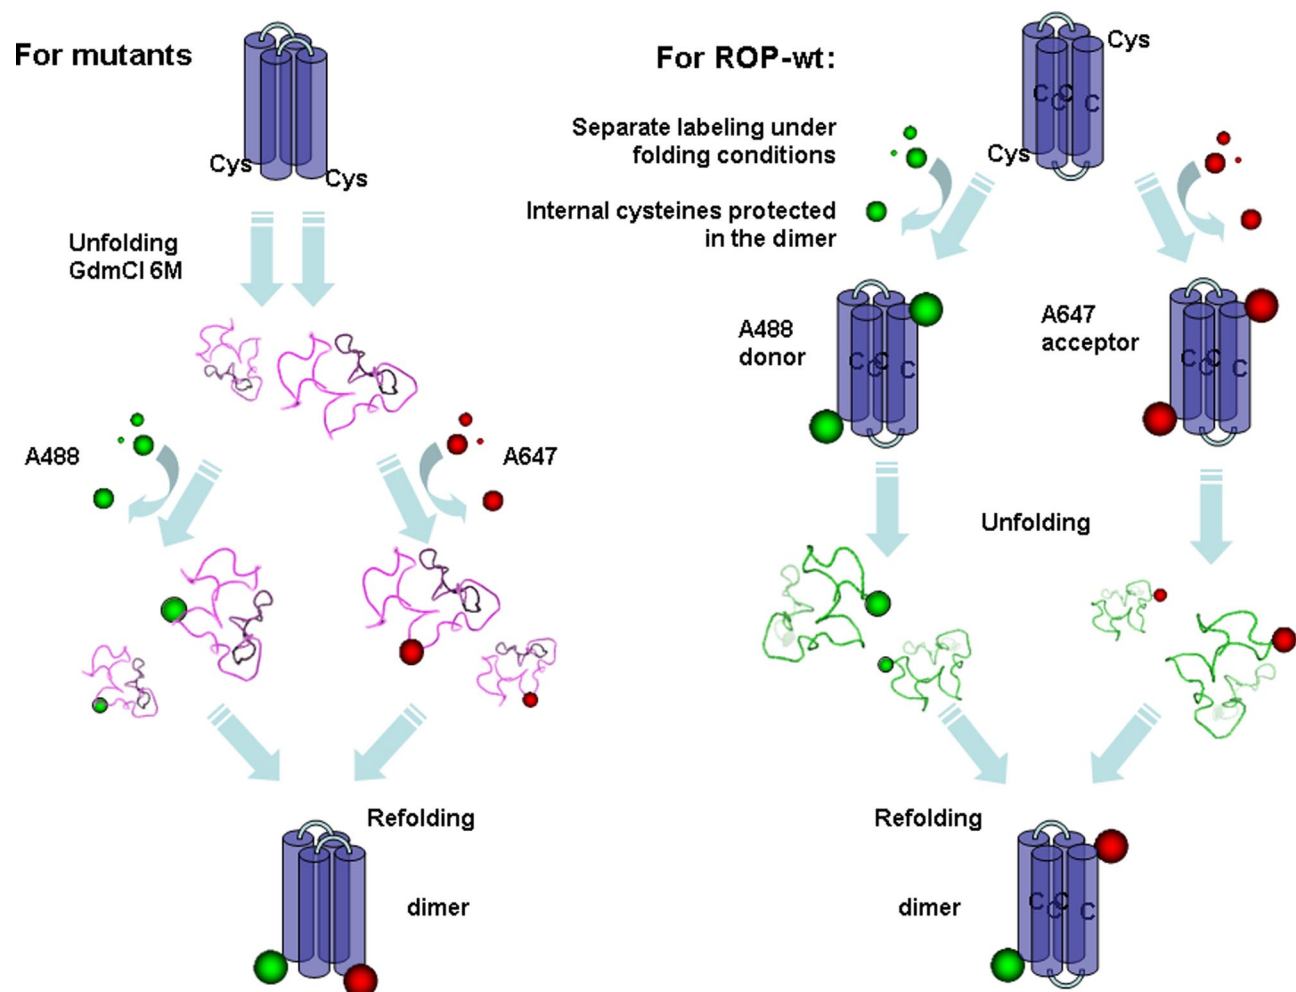 For mutants
Cys
Cys
Unfolding
GdmCl 6M
A488
A647
Refolding
dimer
For ROP-wt:
Cys
C
C
C
C
Cys
Separate labeling under
folding conditions
Internal cysteines protected
in the dimer
A488
donor
C
C
C
C
A647
acceptor
C
C
C
C
Unfolding
Refolding
dimer
C
C
C
C